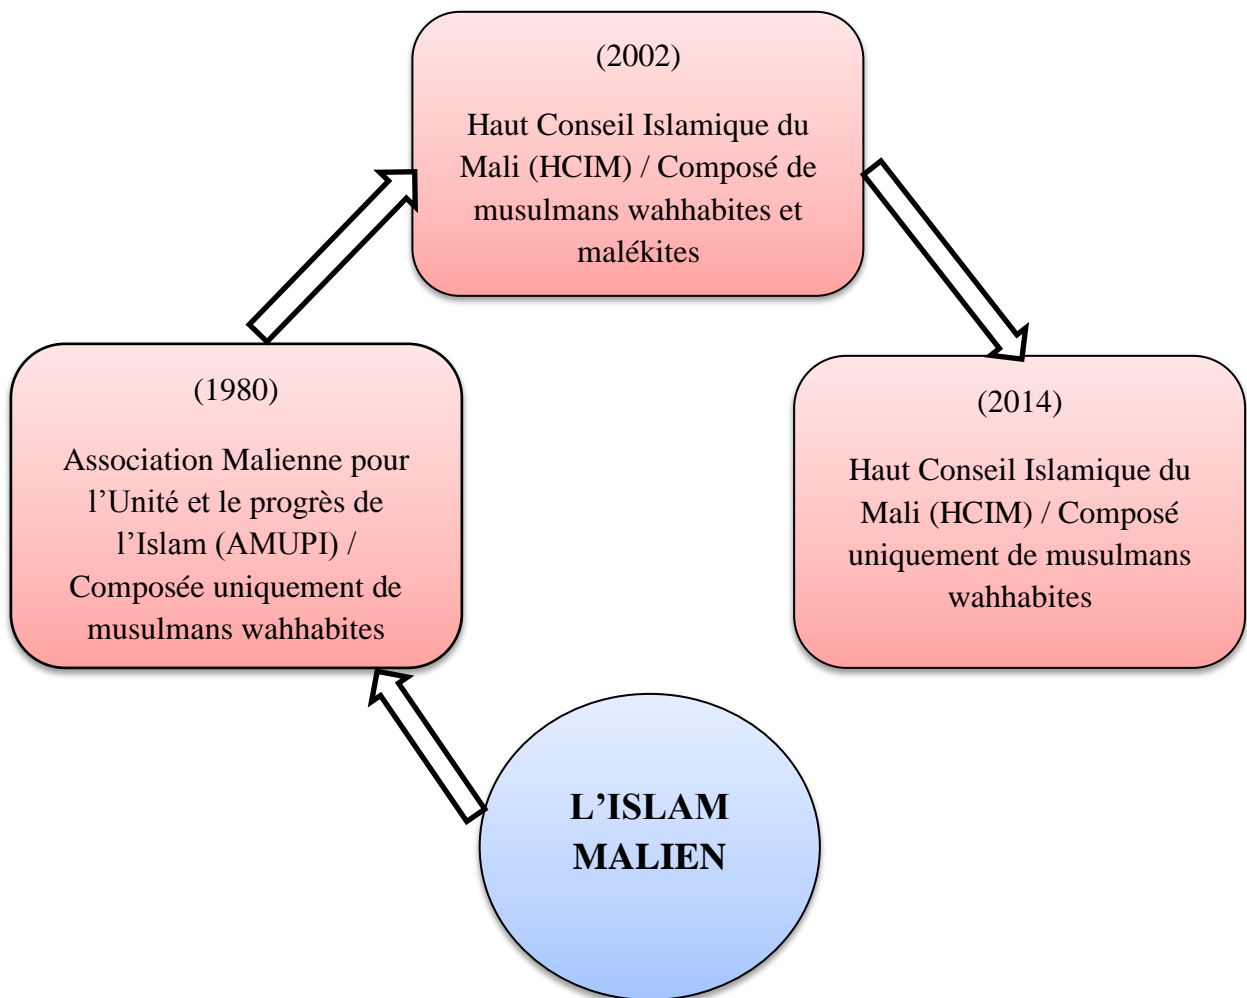 (2002)
Haut Conseil Islamique du
Mali (HCIM) / Composé de
musulmans wahhabites et
malékites
(1980)
Association Malienne pour
l’Unité et le progrès de
l’Islam (AMUPI) /
Composée uniquement de
musulmans wahhabites
(2014)
Haut Conseil Islamique du
Mali (HCIM) / Composé
uniquement de musulmans
wahhabites
L’ISLAM
MALIEN